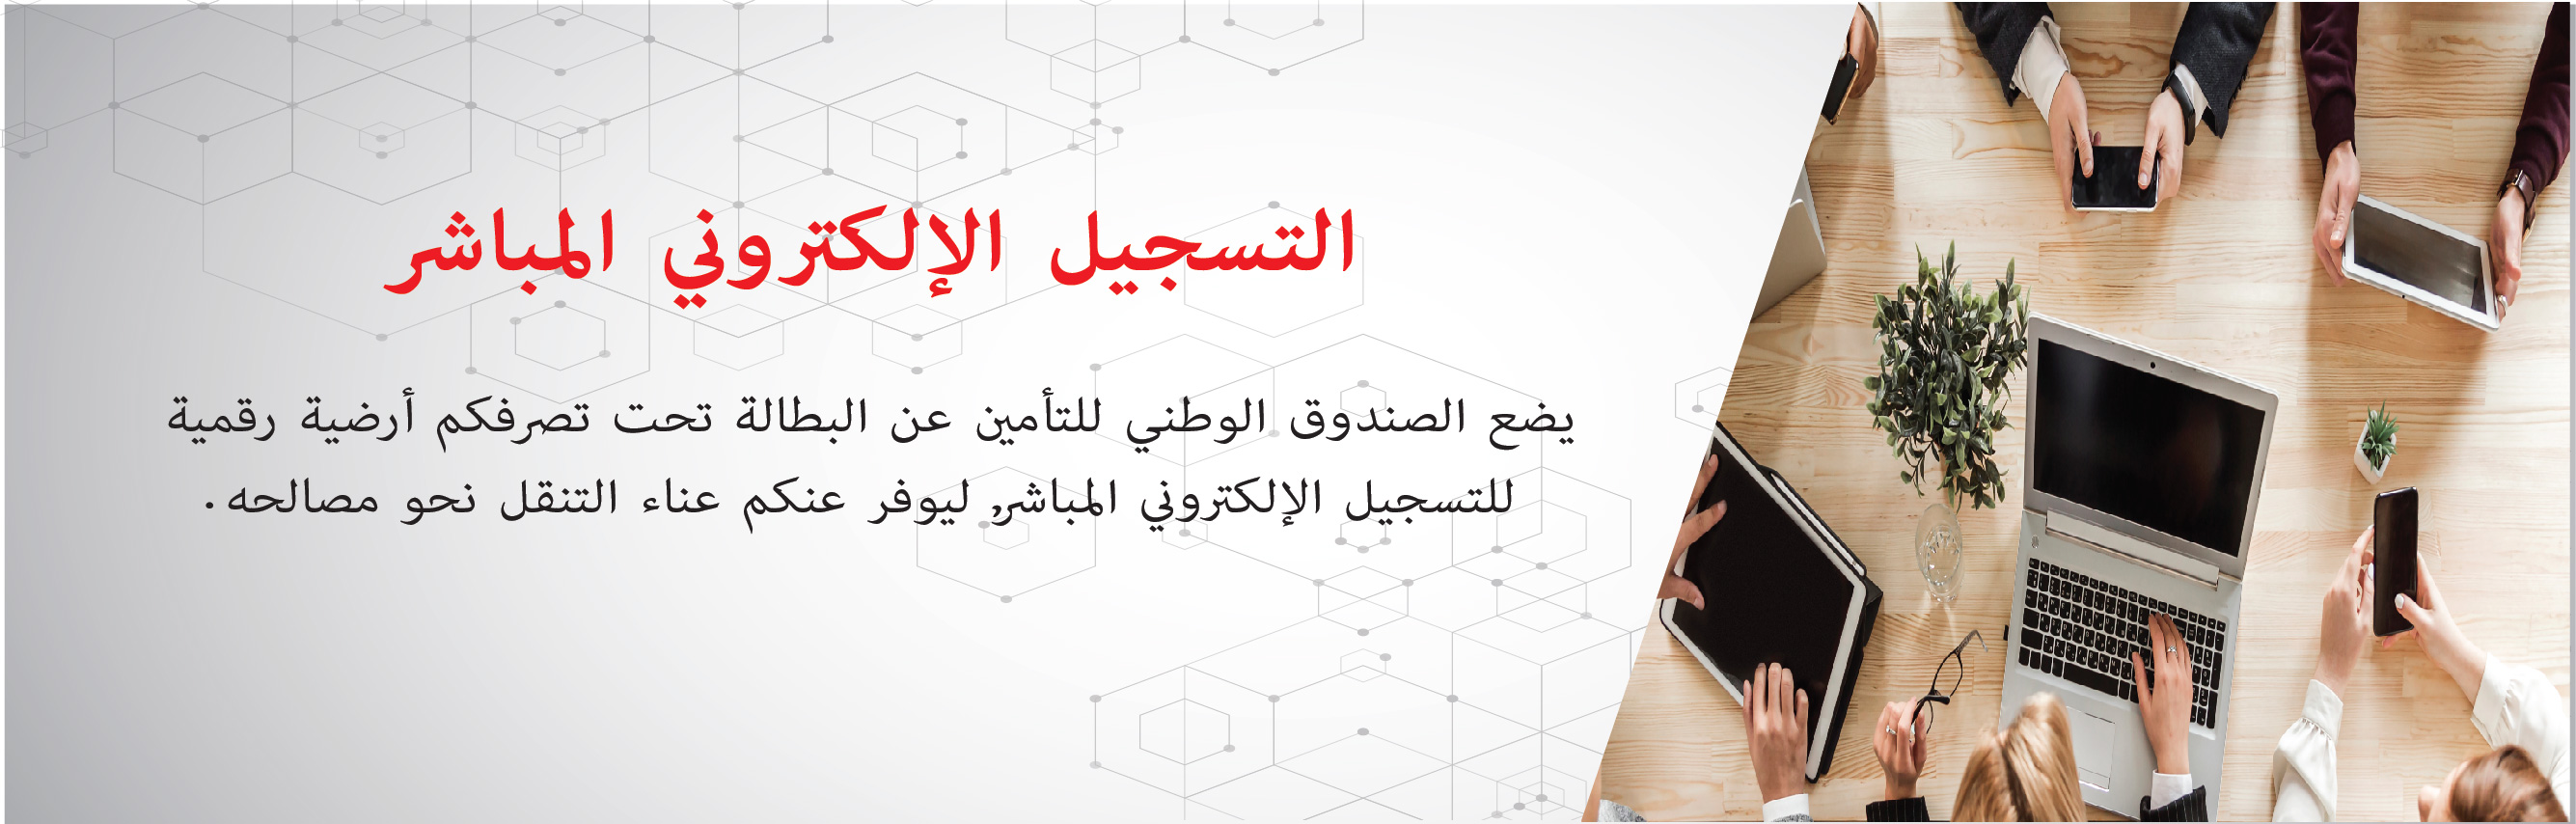 التسجيل الإلكتروني المباشر
يضع الصندوق الوطني للتأمين عن البطالة تحت تصرفكم أرضية رقمية
للتسجيل الإلكتروني المباشر, ليوفر عنكم عناء التنقل نحو مصالحه.